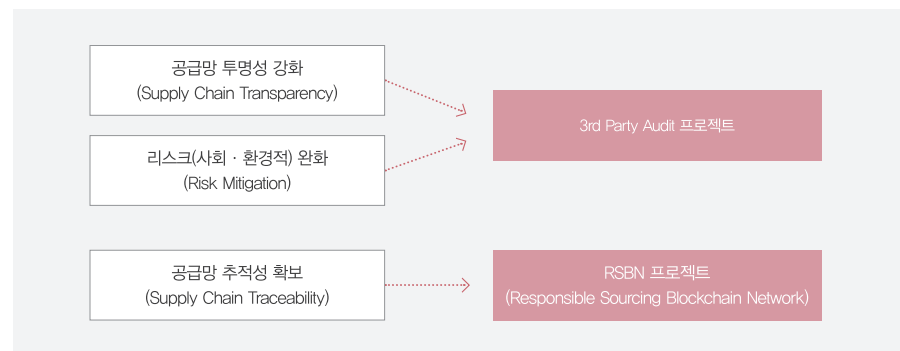 공급망 투명성 강화
(Supply Chain Transparency)
리스크(사회 · 환경적) 완화
(Risk Mitigation)
3rd Party Audit 프로젝트
공급망 추적성 확보
(Supply Chain Traceability)
RSBN 프로젝트
(Responsible Sourcing Blockchain Network)